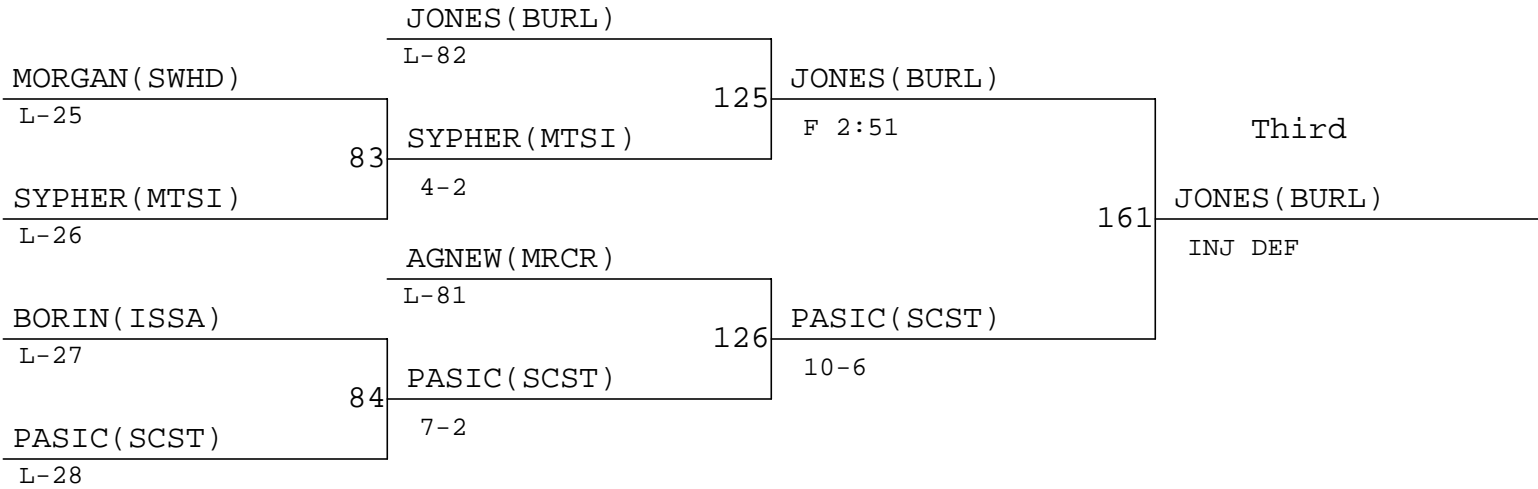 JONES(BURL)
L-82
MORGAN(SWHD)
L-25
JONES(BURL)
125
F 2:51
Third
SYPHER(MTSI)
83
4-2
SYPHER(MTSI)
L-26
JONES(BURL)
161
INJ DEF
AGNEW(MRCR)
L-81
BORIN(ISSA)
L-27
PASIC(SCST)
126
10-6
PASIC(SCST)
84
7-2
PASIC(SCST)
L-28